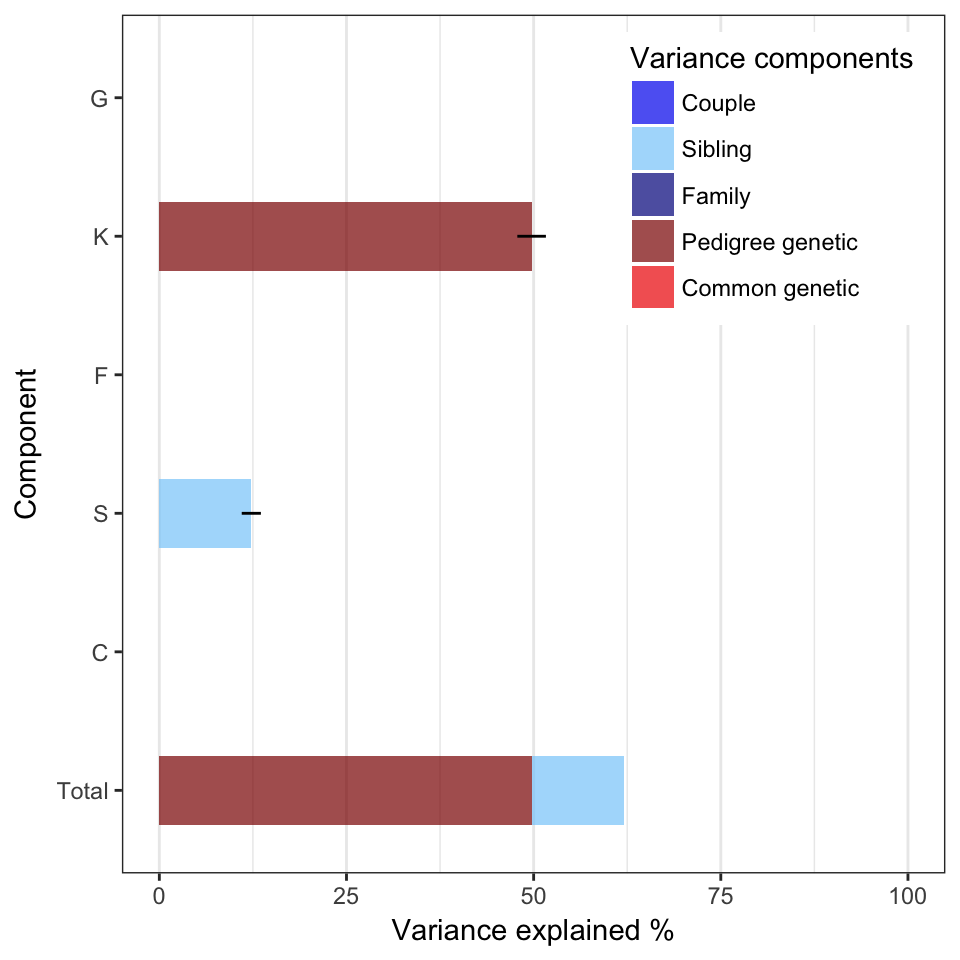 Variance components
Couple
Sibling
Family
Pedigree genetic
Common genetic
Component
G
K
F
S
C
Total
0 25 50 75 100
Variance explained %